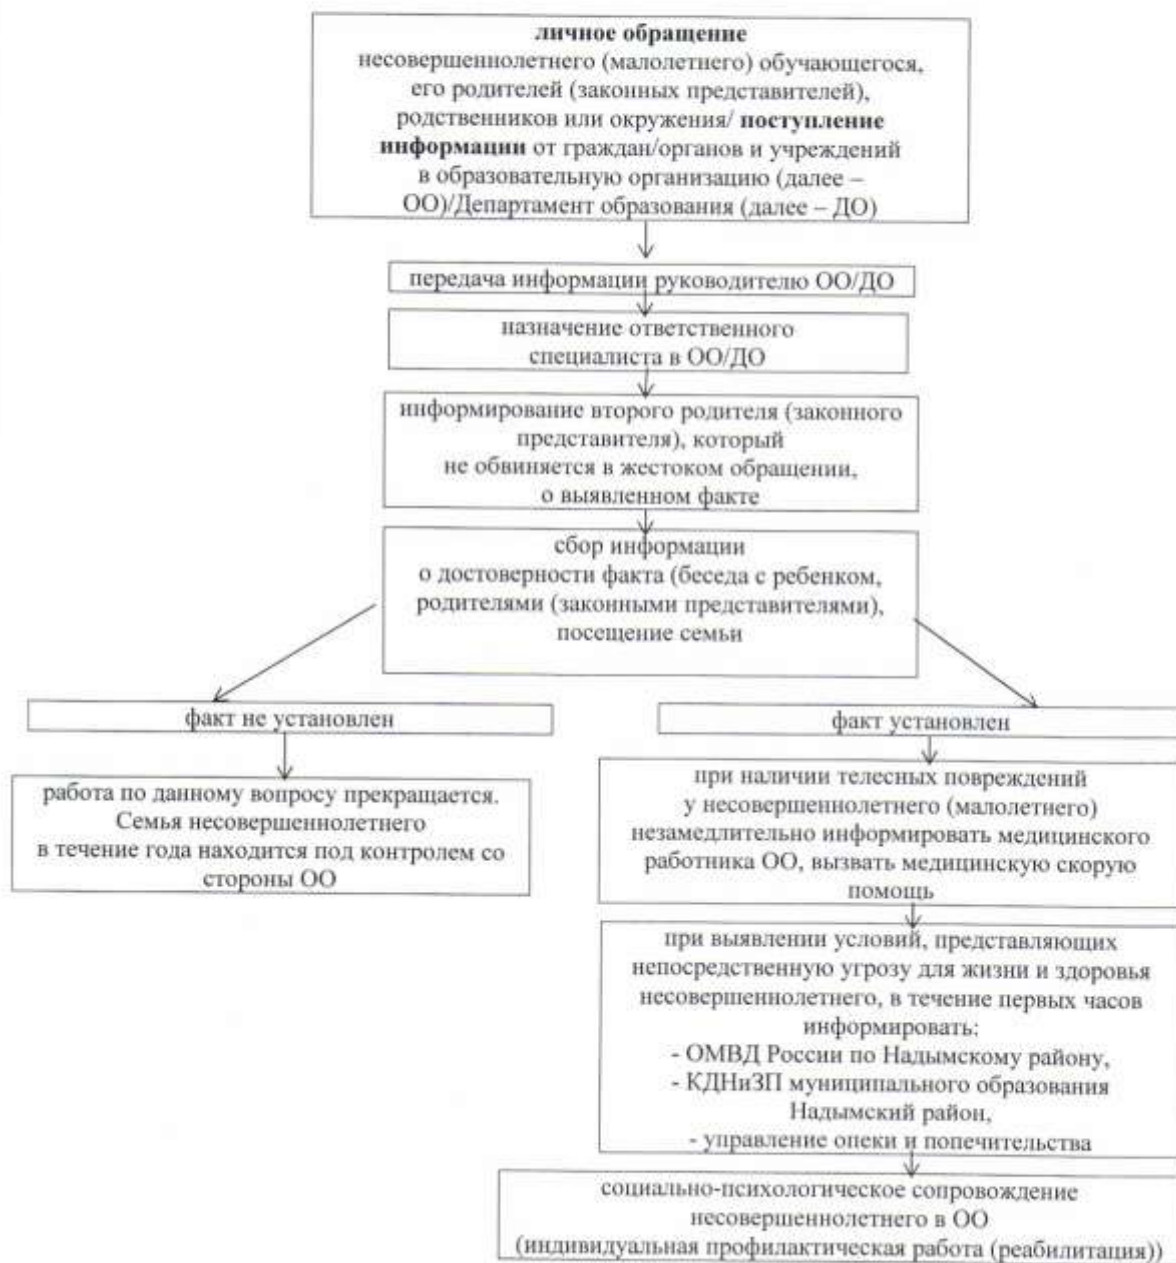 личное обращение
несовершеннолетнего (малолетнего) обучающегося,
его родителей (законных представителей),
родственников или окружения/ поступление
информации от граждан/органов и учреждений
в образовательную организацию (далее –
ОО)/Департамент образования (далее – ДО)
передача информации руководителю ОО/ДО
назначение ответственного
специалиста в ОО/ДО
информирование второго родителя (законного
представителя), который
не обвиняется в жестоком обращении,
о выявленном факте
сбор информации
о достоверности факта (беседа с ребенком,
родителями (законными представителями),
посещение семьи
факт не установлен
работа по данному вопросу прекращается.
Семья несовершеннолетнего
в течение года находится под контролем со
стороны ОО
факт установлен
при наличии телесных повреждений
у несовершеннолетнего (малолетнего)
незамедлительно информировать медицинского
работника ОО, вызвать медицинскую скорую
помощь
при выявлении условий, представляющих
непосредственную угрозу для жизни и здоровья
несовершеннолетнего, в течение первых часов
информировать:
- ОМВД России по Надымскому району,
- КДНиЗП муниципального образования
Надымский район,
- управление опеки и попечительства
социально-психологическое сопровождение
несовершеннолетнего в ОО
(индивидуальная профилактическая работа (реабилитация))